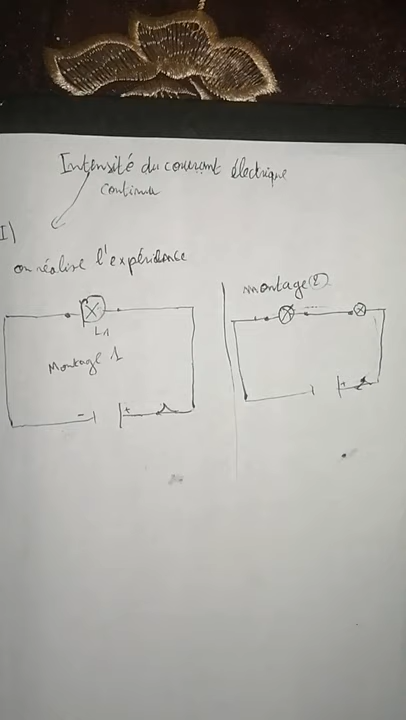 Intensité du courant électrique
continu
I)
on réalise l'expérience
montage (2)
L1
Montage 1
- +
+